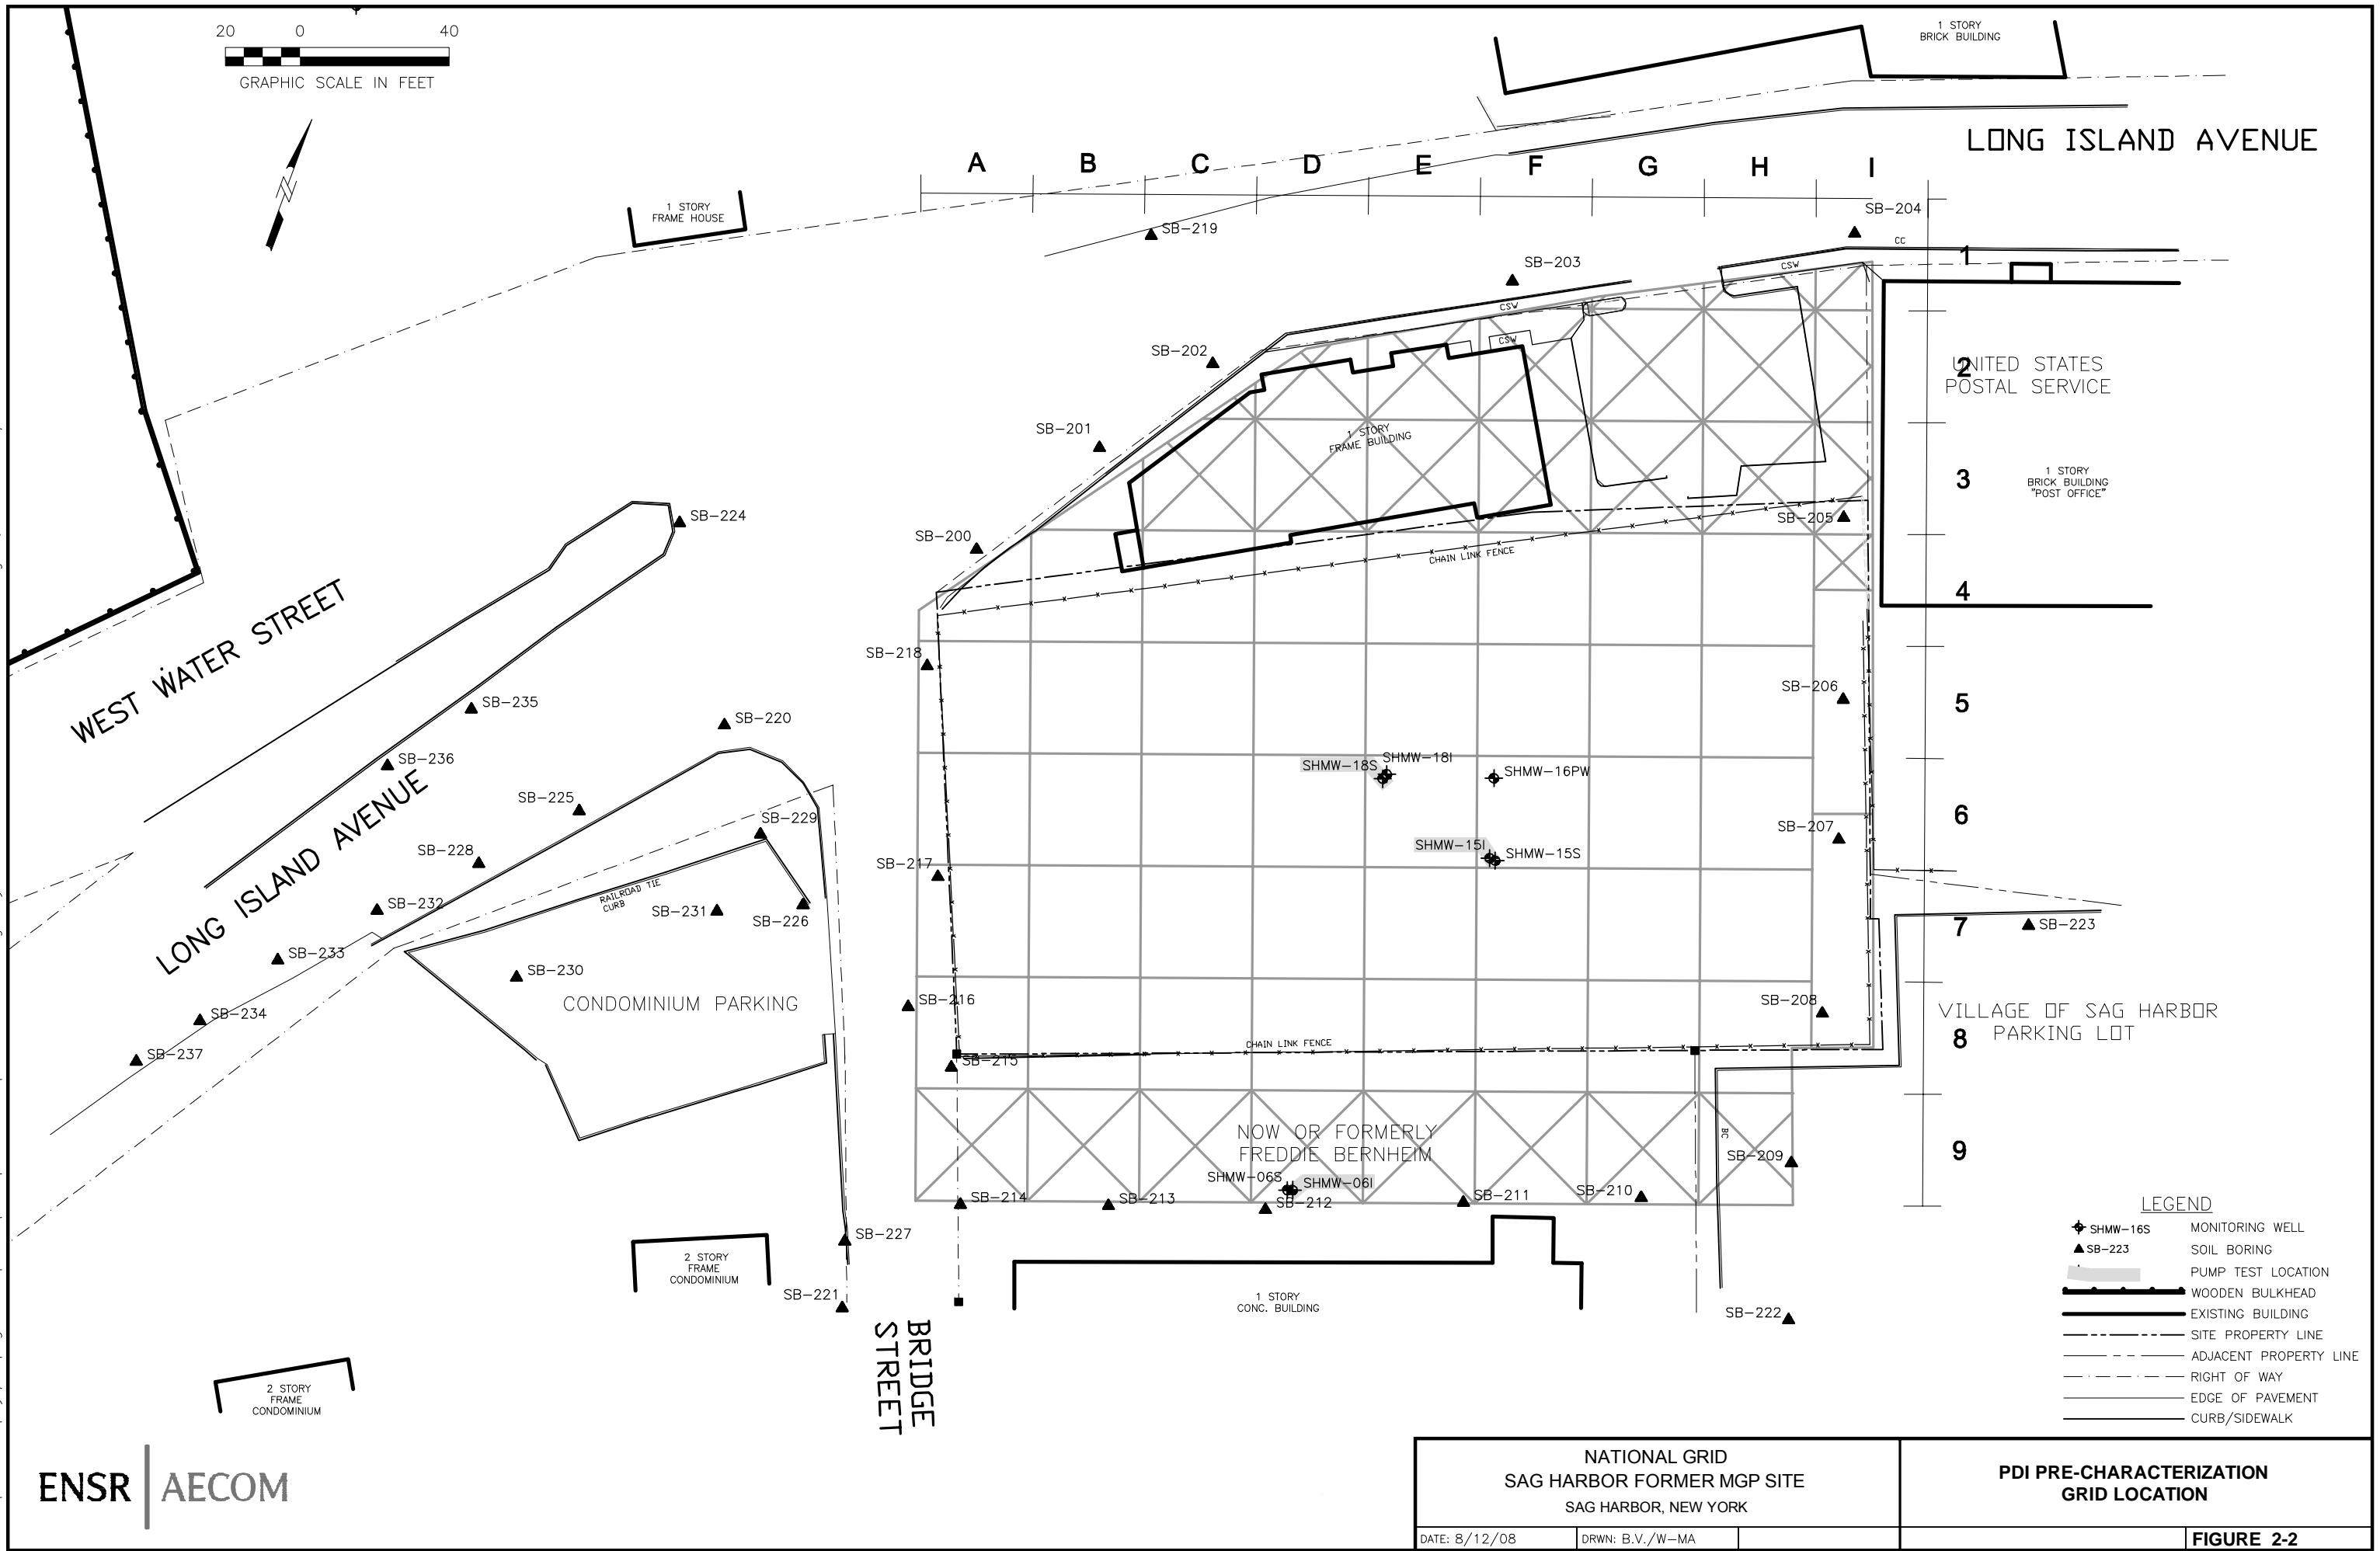 20 0 40
GRAPHIC SCALE IN FEET
N
1 STORY
BRICK BUILDING
LONG ISLAND AVENUE
A B C D E F G H I
1 STORY
FRAME HOUSE
SB-219
SB-204
CC
1
CSW
SB-203
CSW
CSW
SB-202
UNITED STATES
2
POSTAL SERVICE
SB-201
1 STORY
FRAME BUILDING
3
1 STORY
BRICK BUILDING
"POST OFFICE"
SB-224
SB-205
SB-200
CHAIN LINK FENCE
4
WEST WATER STREET
SB-218
SB-206
5
SB-235
SB-220
SB-236
SHMW-18S
SHMW-18I
SHMW-16PW
LONG ISLAND AVENUE
SB-225
6
SB-229
SB-207
SB-228
SHMW-15I
SHMW-15S
SB-217
RAILROAD TIE
CURB
SB-232
SB-231
SB-226
7
SB-223
SB-233
SB-230
CONDOMINIUM PARKING
SB-216
SB-208
VILLAGE OF SAG HARBOR
PARKING LOT
SB-234
8
CHAIN LINK FENCE
SB-237
SB-215
NOW OR FORMERLY
FREDDIE BERNHEIM
BC
SB-209
9
SHMW-06S
SHMW-06I
SB-214
SB-213
SB-212
SB-211
SB-210
SB-227
2 STORY
FRAME
CONDOMINIUM
SB-221
1 STORY
CONC. BUILDING
SB-222
BRIDGE
STREET
2 STORY
FRAME
CONDOMINIUM
LEGEND
SHMW-16S MONITORING WELL
SB-223 SOIL BORING
PUMP TEST LOCATION
WOODEN BULKHEAD
EXISTING BUILDING
SITE PROPERTY LINE
ADJACENT PROPERTY LINE
RIGHT OF WAY
EDGE OF PAVEMENT
CURB/SIDEWALK
ENSR AECOM
NATIONAL GRID
SAG HARBOR FORMER MGP SITE
SAG HARBOR, NEW YORK
PDI PRE-CHARACTERIZATION
GRID LOCATION
DATE: 8/12/08 DRWN: B.V./W-MA
FIGURE 2-2